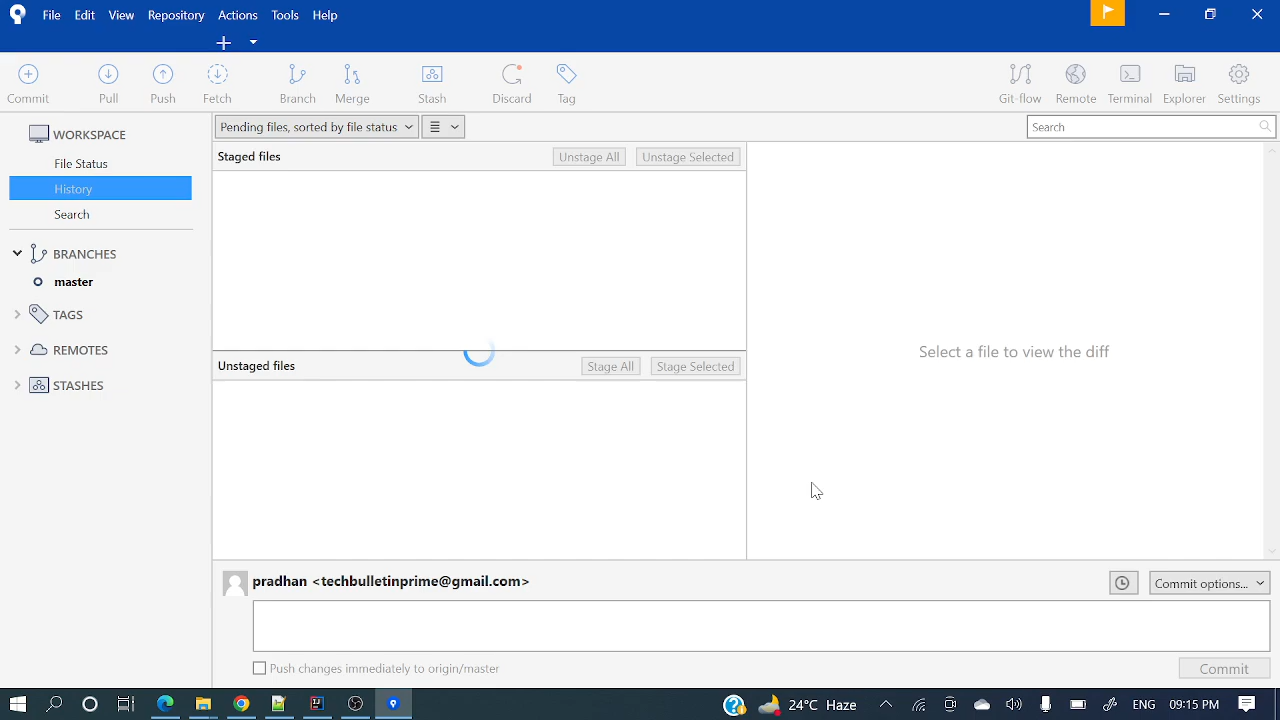 File Edit View Repository Actions Tools Help
Commit Pull Push Fetch Branch Merge Stash Discard Tag Git-flow Remote Terminal Explorer Settings
WORKSPACE
File Status
History
Search
BRANCHES
master
TAGS
REMOTES
STASHES
Pending files, sorted by file status
Search
Staged files Unstage All Unstage Selected
Unstaged files Stage All Stage Selected
Select a file to view the diff
pradhan <techbulletinprime@gmail.com>
Commit options...
Push changes immediately to origin/master
Commit
24°C Haze ENG 09:15 PM